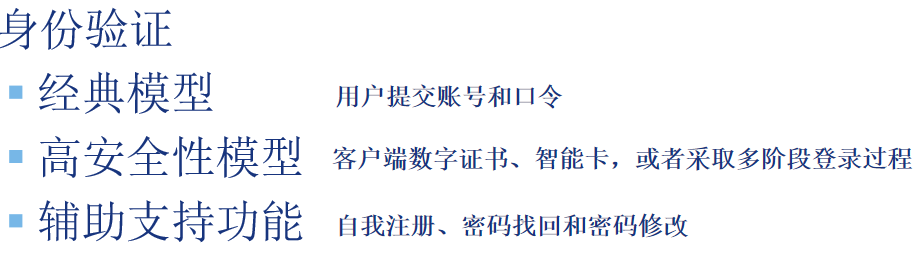 身份验证
经典模型 用户提交账号和口令
高安全性模型 客户端数字证书、智能卡，或者采取多阶段登录过程
辅助支持功能 自我注册、密码找回和密码修改